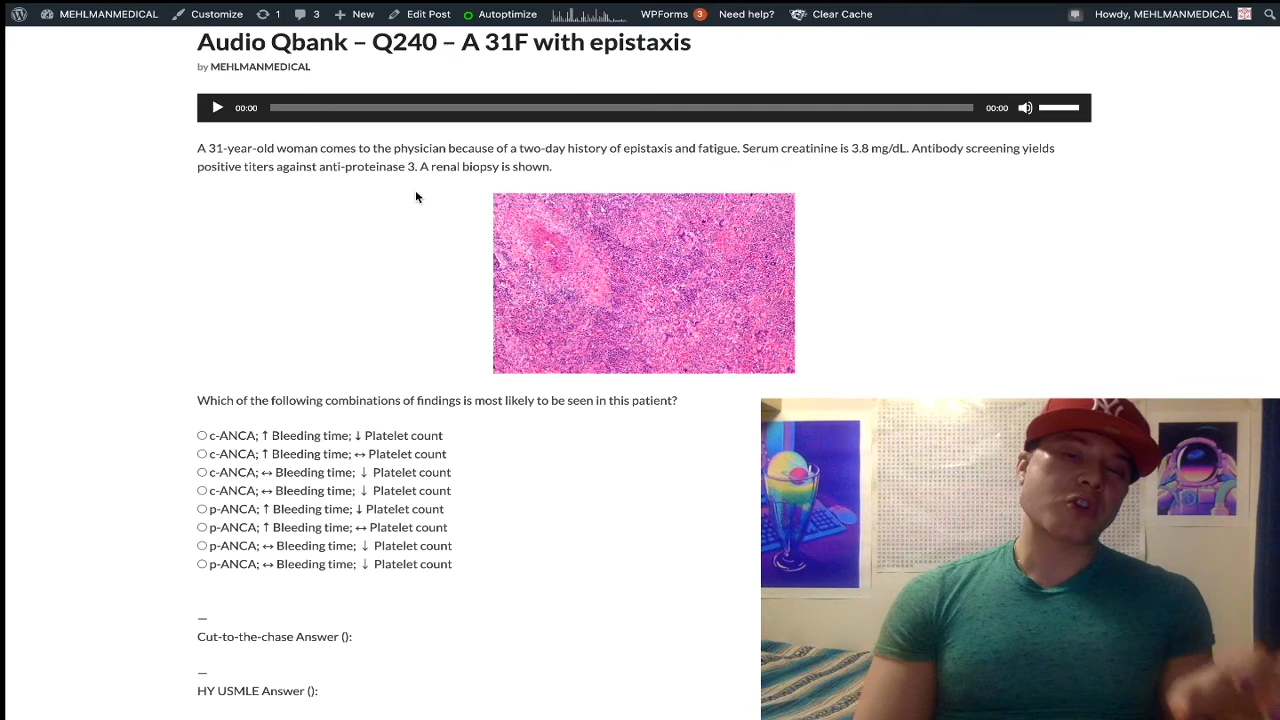 MEHLMANMEDICAL Customize 1 3 New Edit Post Autoptimize WPForms 3 Need help? Clear Cache Howdy, MEHLMANMEDICAL
Audio Qbank – Q240 – A 31F with epistaxis
by MEHLMANMEDICAL
00:00 00:00
A 31-year-old woman comes to the physician because of a two-day history of epistaxis and fatigue. Serum creatinine is 3.8 mg/dL. Antibody screening yields
positive titers against anti-proteinase 3. A renal biopsy is shown.
Which of the following combinations of findings is most likely to be seen in this patient?
c-ANCA; ↑ Bleeding time; ↓ Platelet count
c-ANCA; ↑ Bleeding time; ↔ Platelet count
c-ANCA; ↔ Bleeding time; ↓ Platelet count
c-ANCA; ↔ Bleeding time; ↓ Platelet count
p-ANCA; ↑ Bleeding time; ↓ Platelet count
p-ANCA; ↑ Bleeding time; ↔ Platelet count
p-ANCA; ↔ Bleeding time; ↓ Platelet count
p-ANCA; ↔ Bleeding time; ↓ Platelet count
—
Cut-to-the-chase Answer ():
—
HY USMLE Answer ():